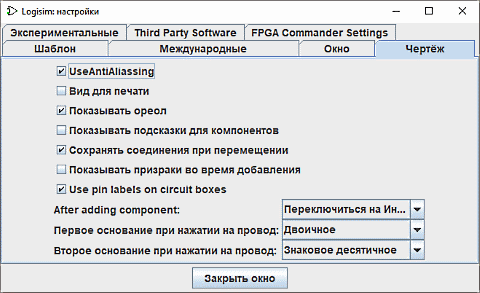 Logisim: настройки
Экспериментальные Third Party Software FPGA Commander Settings
Шаблон Международные Окно Чертёж
UseAntiAliassing
Вид для печати
Показывать ореол
Показывать подсказки для компонентов
Сохранять соединения при перемещении
Показывать призраки во время добавления
Use pin labels on circuit boxes
After adding component: Переключиться на Ин...
Первое основание при нажатии на провод: Двоичное
Второе основание при нажатии на провод: Знаковое десятичное
Закрыть окно